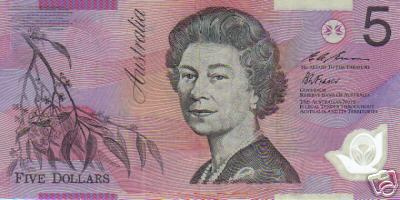 Australia
5
SECRETARY TO THE TREASURY
GOVERNOR
RESERVE BANK OF AUSTRALIA
THIS AUSTRALIAN NOTE
IS LEGAL TENDER THROUGHOUT
AUSTRALIA AND ITS TERRITORIES
FIVE DOLLARS
eBay